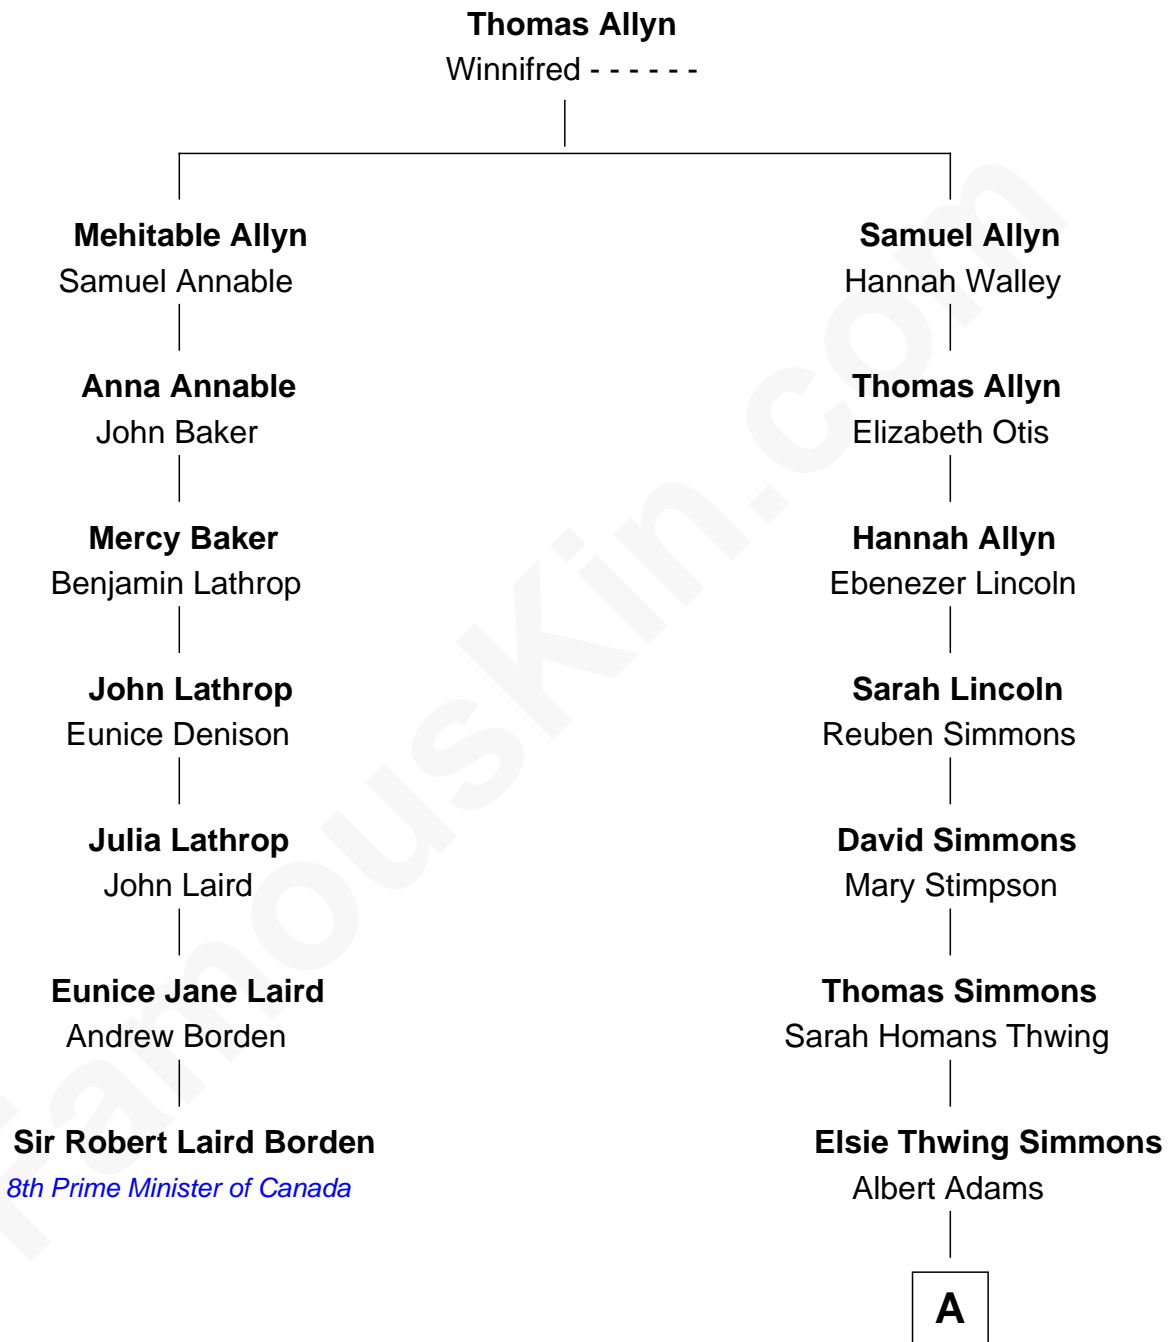 Thomas Allyn
Winnifred - - - - - -
Mehitable Allyn
Samuel Annable
Anna Annable
John Baker
Mercy Baker
Benjamin Lathrop
John Lathrop
Eunice Denison
Julia Lathrop
John Laird
Eunice Jane Laird
Andrew Borden
Sir Robert Laird Borden
8th Prime Minister of Canada
Samuel Allyn
Hannah Walley
Thomas Allyn
Elizabeth Otis
Hannah Allyn
Ebenezer Lincoln
Sarah Lincoln
Reuben Simmons
David Simmons
Mary Stimpson
Thomas Simmons
Sarah Homans Thwing
Elsie Thwing Simmons
Albert Adams
A
FamousKin.com